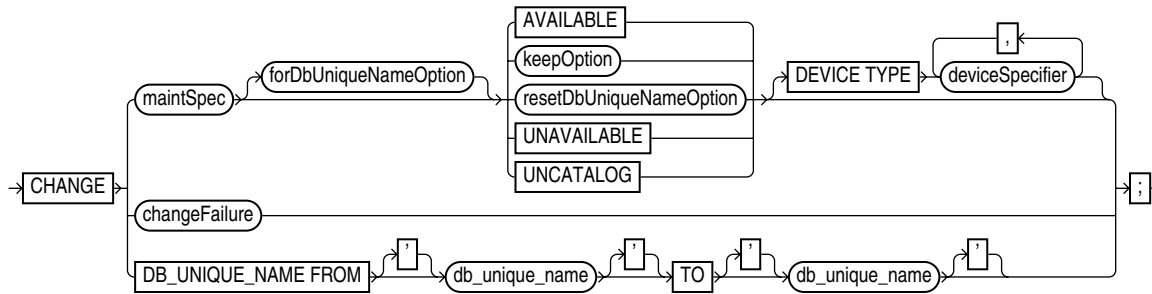 AVAILABLE
,
forDbUniqueNameOption
keepOption
DEVICE TYPE
deviceSpecifier
maintSpec
resetDbUniqueNameOption
UNAVAILABLE
UNCATALOG
CHANGE
;
changeFailure
' ' ' '
DB_UNIQUE_NAME FROM
db_unique_name
TO
db_unique_name